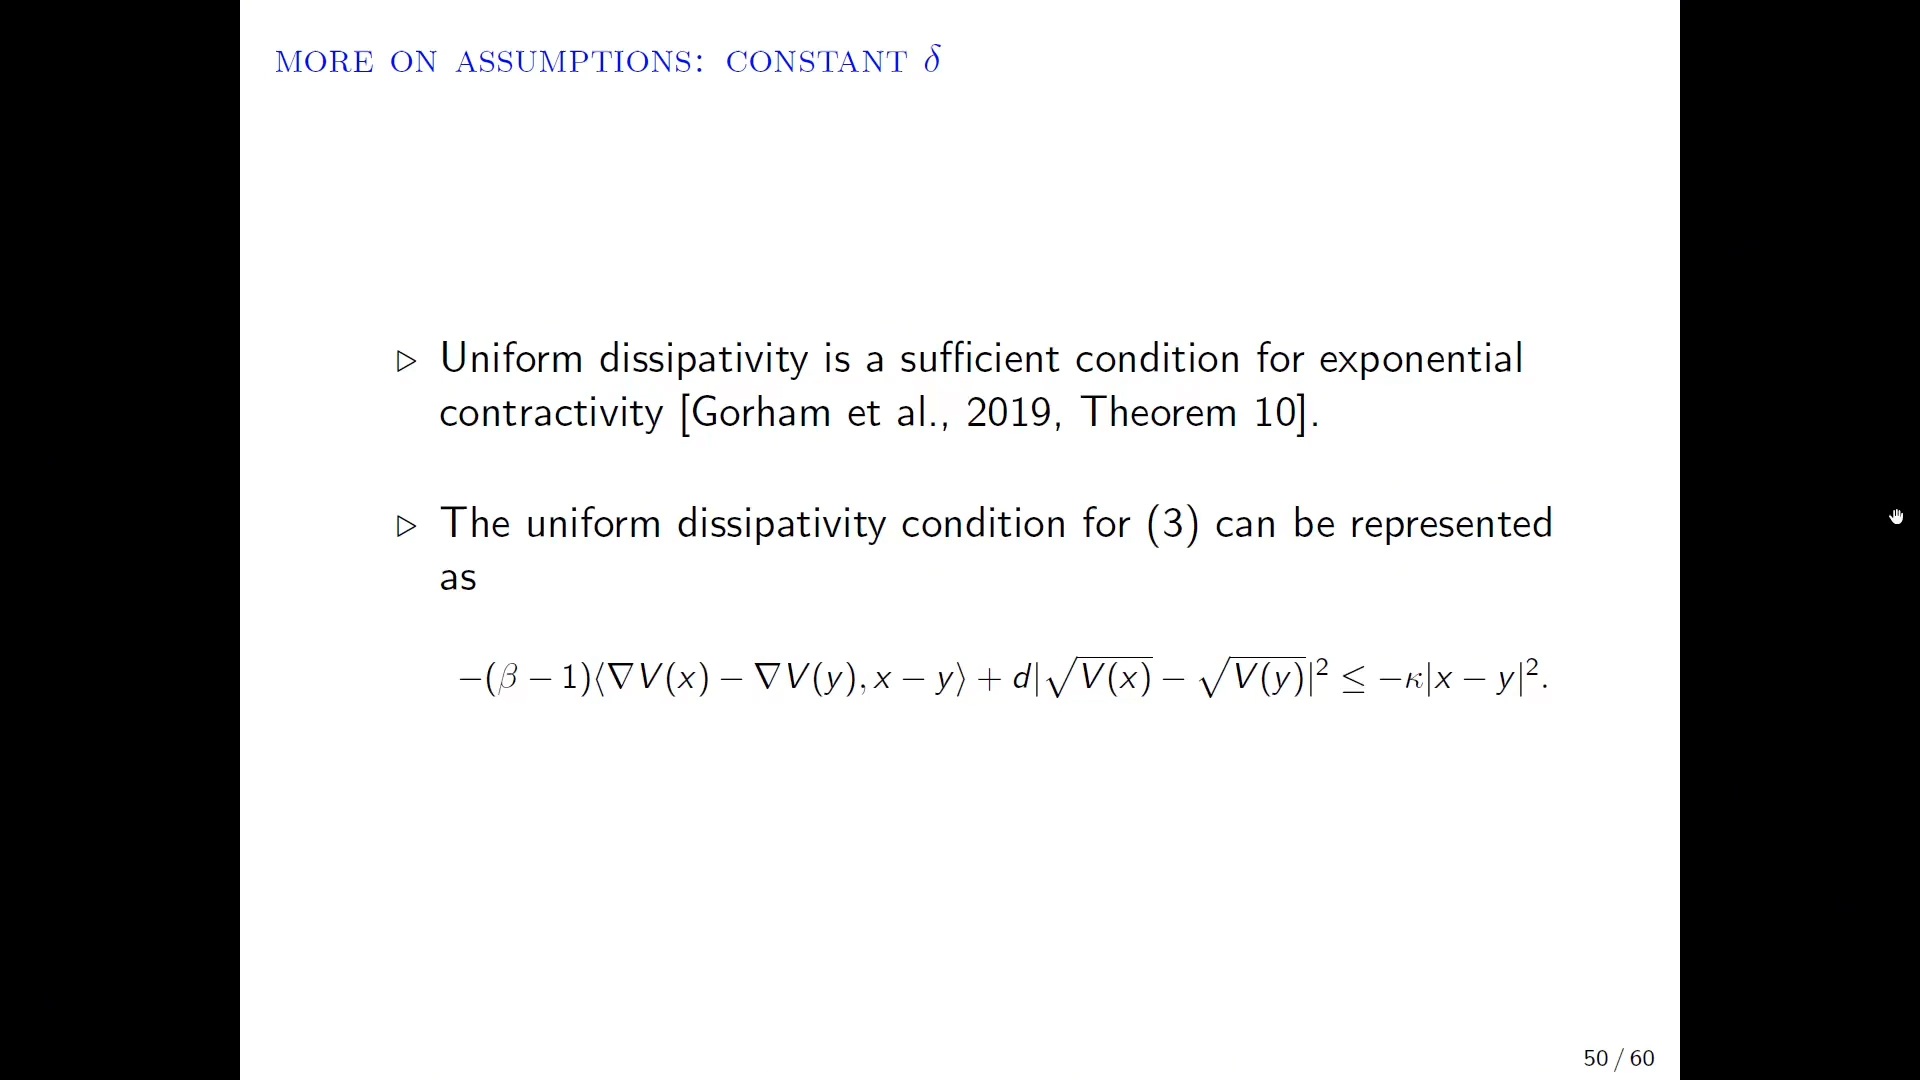 MORE ON ASSUMPTIONS: CONSTANT δ
▷ Uniform dissipativity is a sufficient condition for exponential
contractivity [Gorham et al., 2019, Theorem 10].
▷ The uniform dissipativity condition for (3) can be represented
as
−(β − 1)⟨∇V(x) − ∇V(y), x − y⟩ + d|√V(x) − √V(y)|² ≤ −κ|x − y|².
50 / 60